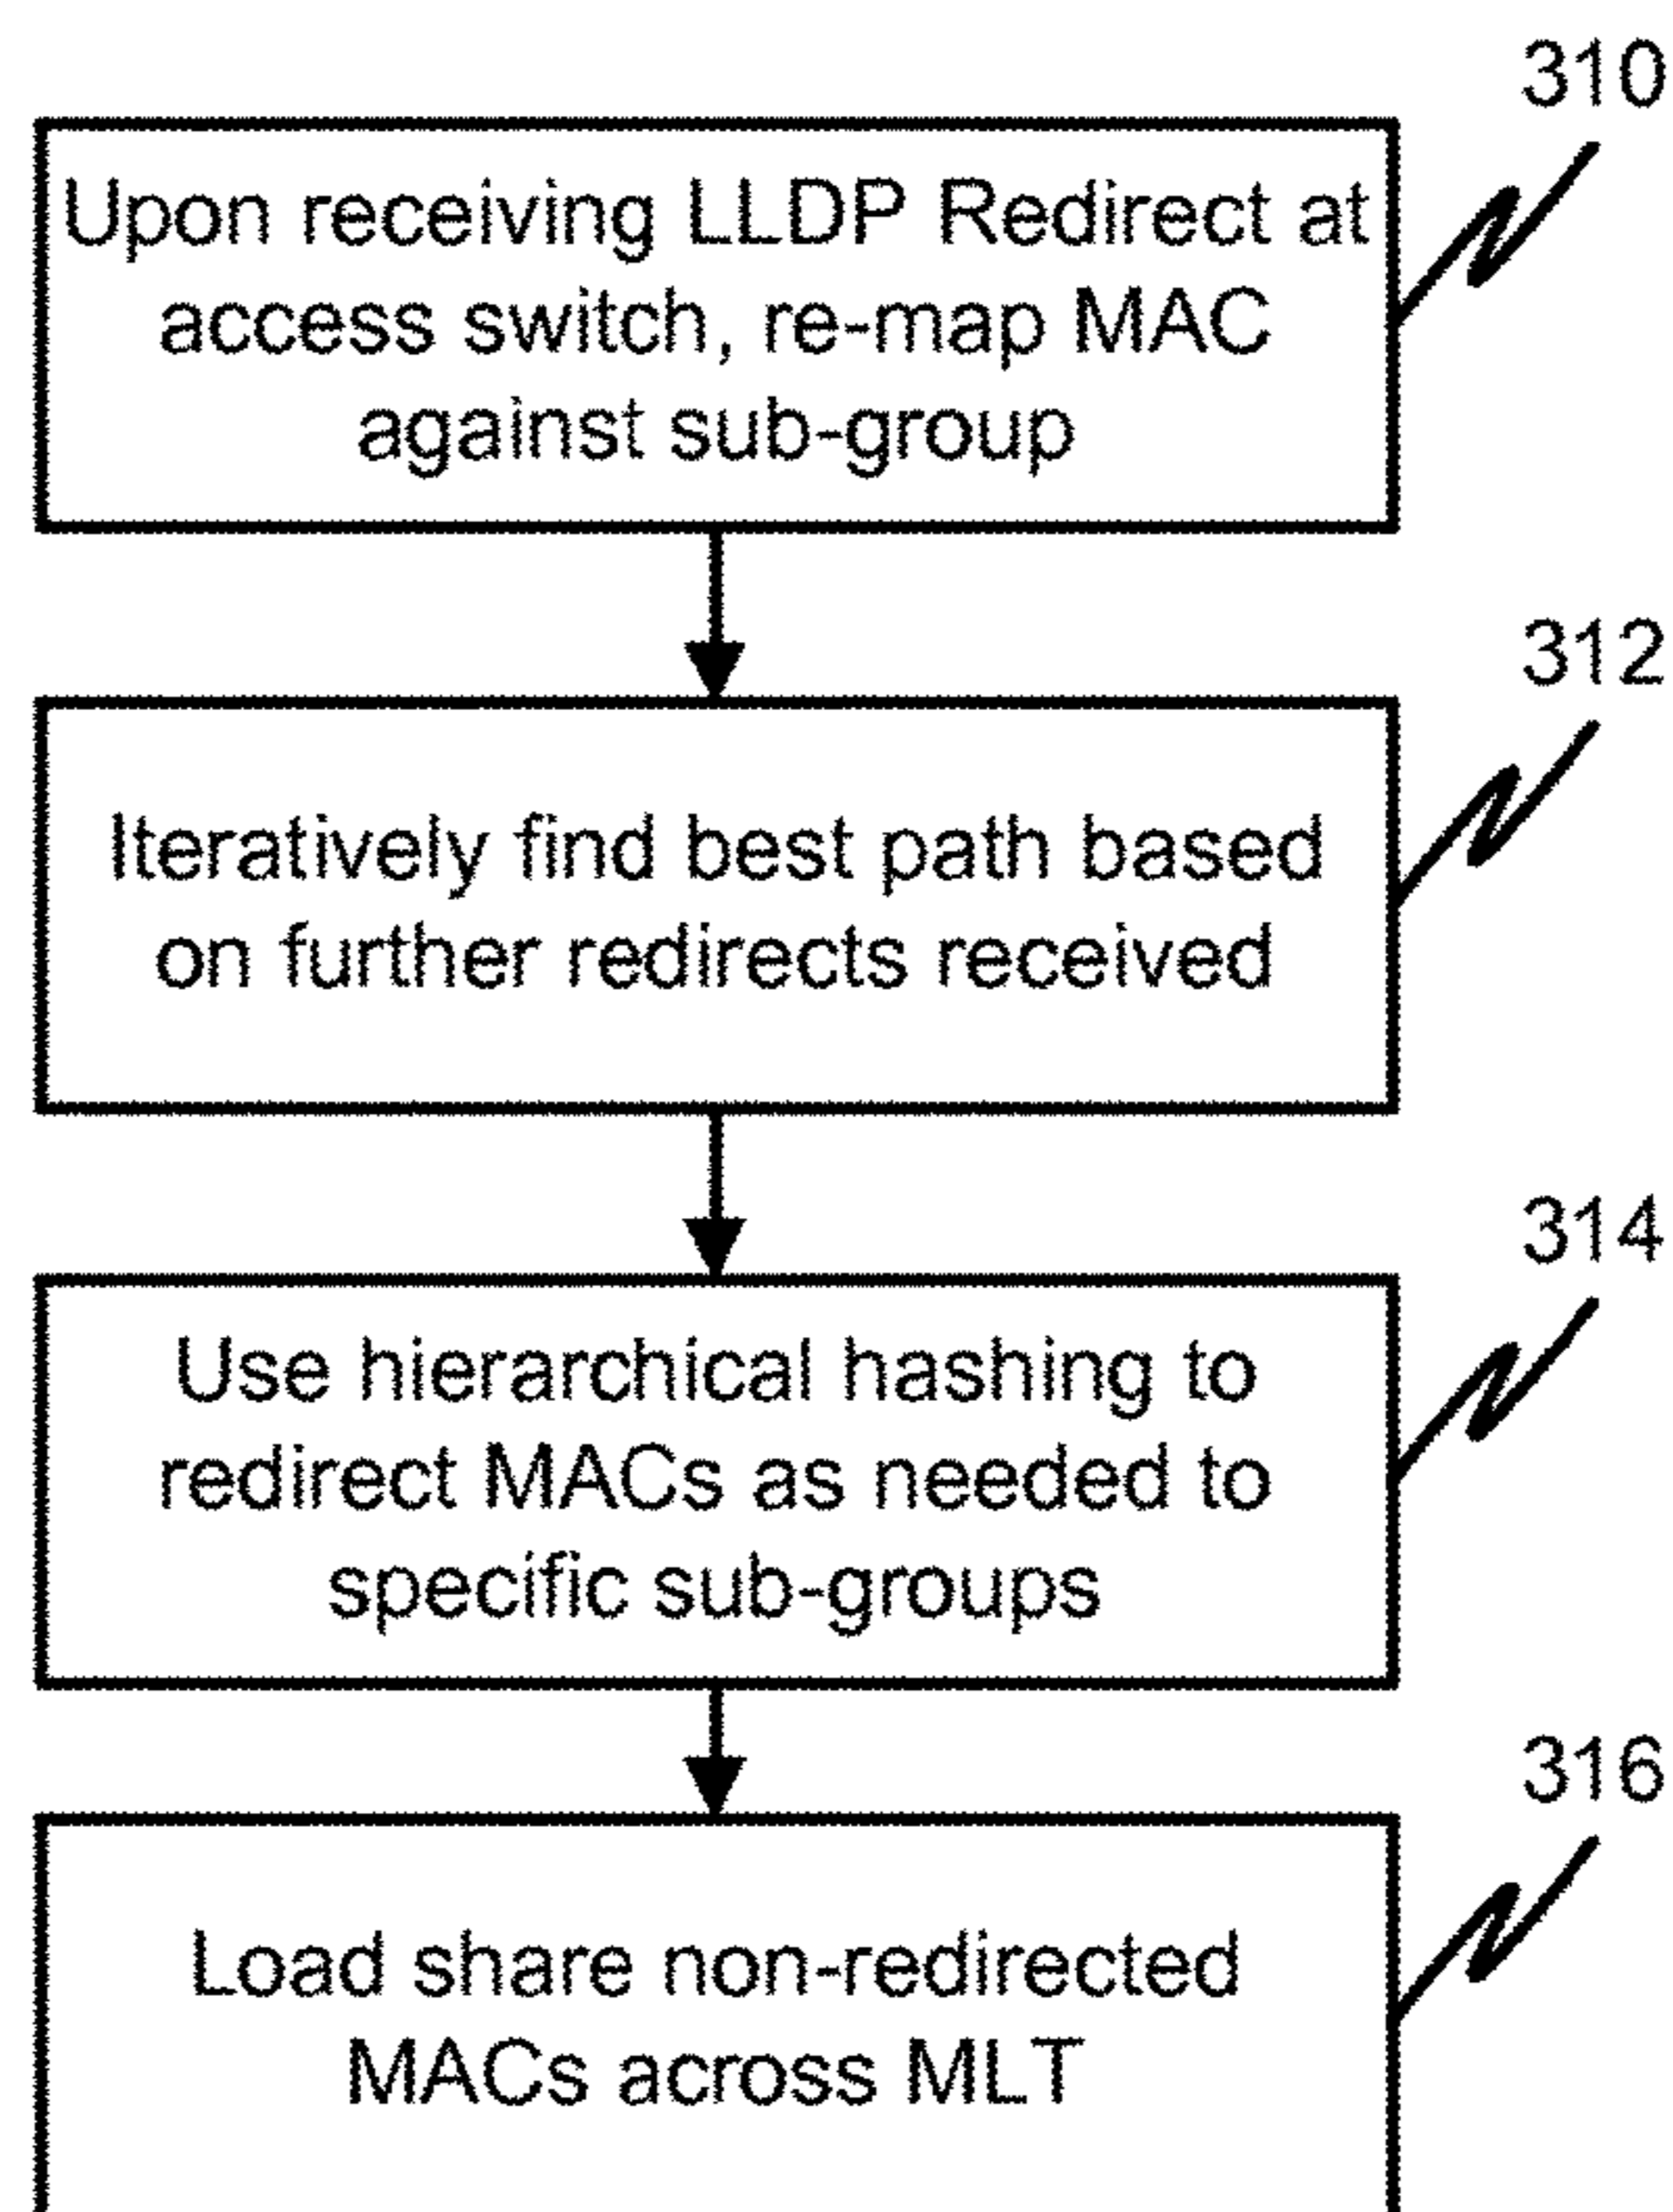 310
Upon receiving LLDP Redirect at
access switch, re-map MAC
against sub-group
312
Iteratively find best path based
on further redirects received
314
Use hierarchical hashing to
redirect MACs as needed to
specific sub-groups
316
Load share non-redirected
MACs across MLT